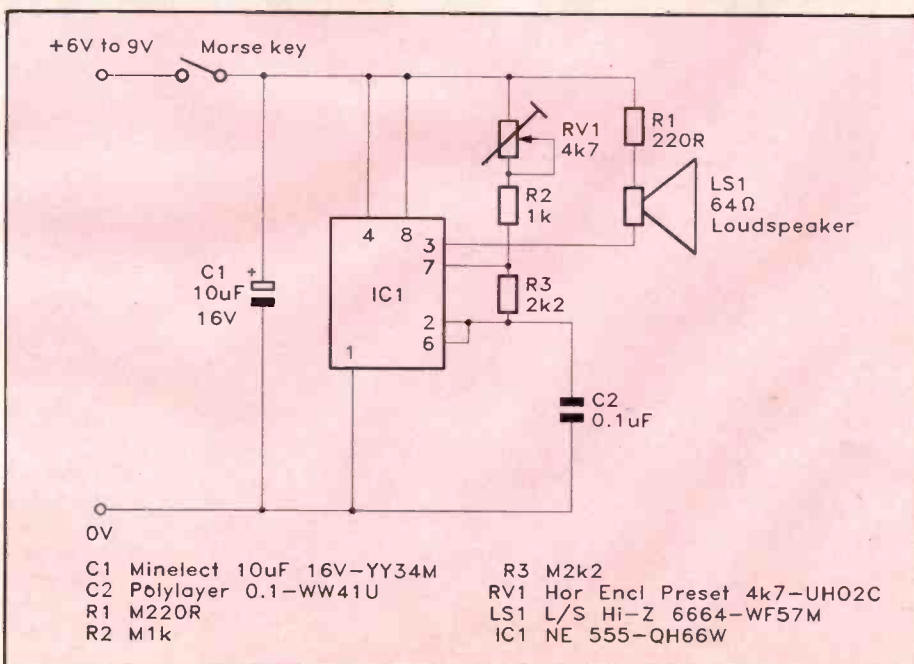 +6V to 9V
Morse key
R1
220R
RV1
4k7
LS1
64Ω
Loudspeaker
R2
1k
4 8
3
C1 +
10uF
16V
IC1
7
R3
2k2
2
6
1
C2
0.1uF
0V
C1 Minelect 10uF 16V-YY34M
C2 Polylayer 0.1-WW41U
R1 M220R
R2 M1k
R3 M2k2
RV1 Hor Encl Preset 4k7-UH02C
LS1 L/S Hi-Z 6664-WF57M
IC1 NE 555-QH66W